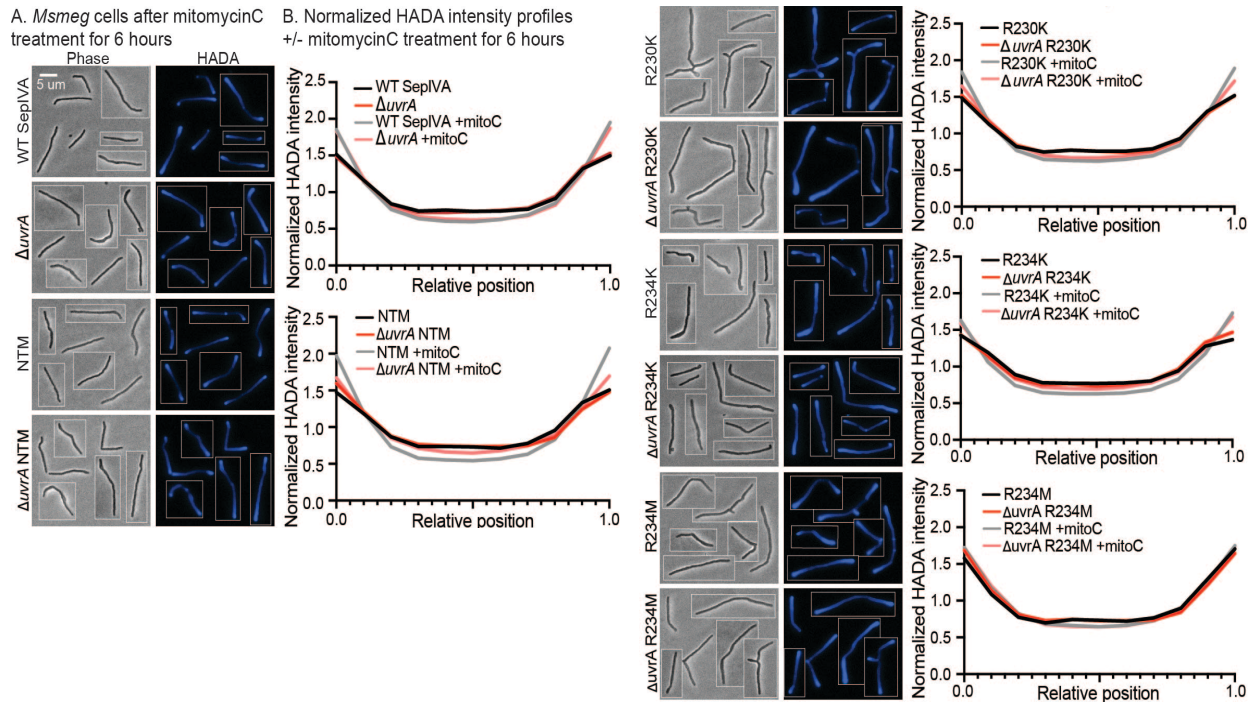 A. Msmeg cells after mitomycinC
treatment for 6 hours
Phase
HADA
5 um
WT SepIVA
ΔuvrA
NTM
ΔuvrA NTM
B. Normalized HADA intensity profiles
+/- mitomycinC treatment for 6 hours
Normalized HADA intensity
2.5
2.0
1.5
1.0
0.5
0.0
WT SepIVA
ΔuvrA
WT SepIVA +mitoC
ΔuvrA +mitoC
0.0
1.0
Relative position
Normalized HADA intensity
2.5
2.0
1.5
1.0
0.5
0.0
NTM
ΔuvrA NTM
NTM +mitoC
ΔuvrA NTM +mitoC
0.0
1.0
Relative position
R230K
ΔuvrA R230K
R234K
ΔuvrA R234K
R234M
ΔuvrA R234M
Normalized HADA intensity
2.5
2.0
1.5
1.0
0.5
0.0
R230K
ΔuvrA R230K
R230K +mitoC
ΔuvrA R230K +mitoC
0.0
1.0
Relative position
Normalized HADA intensity
2.5
2.0
1.5
1.0
0.5
0.0
R234K
ΔuvrA R234K
R234K +mitoC
ΔuvrA R234K +mitoC
0.0
1.0
Relative position
Normalized HADA intensity
2.5
2.0
1.5
1.0
0.5
0.0
R234M
ΔuvrA R234M
R234M +mitoC
ΔuvrA R234M +mitoC
0.0
1.0
Relative position